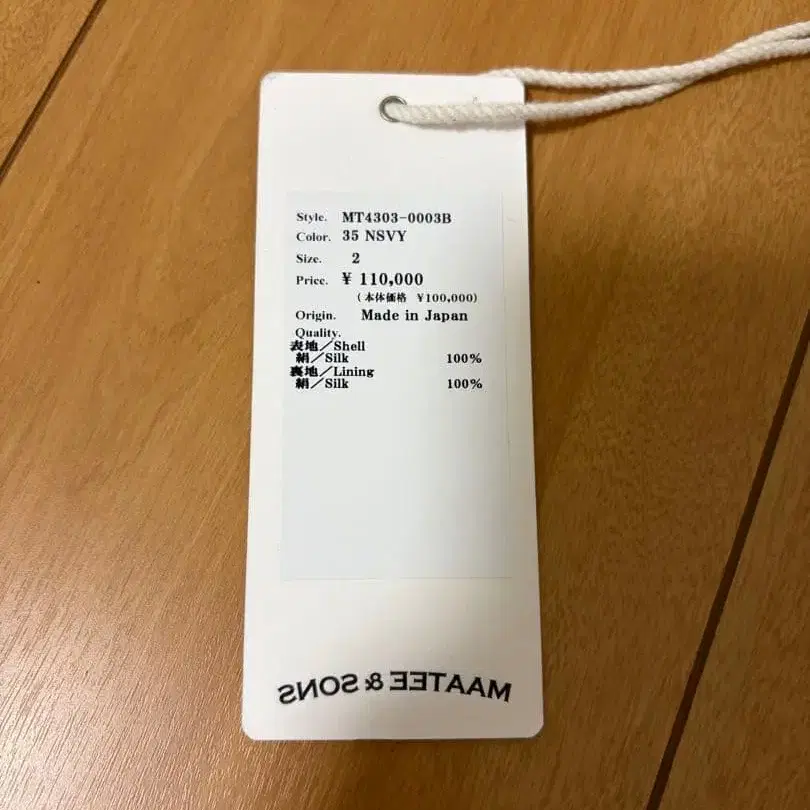 Style. MT4303-0003B
Color. 35 NSVY
Size. 2
Price. ¥ 110,000
(本体価格 ¥100,000)
Origin. Made in Japan
Quality.
表地/Shell
絹/Silk 100%
裏地/Lining
絹/Silk 100%
MAATEE & SONS